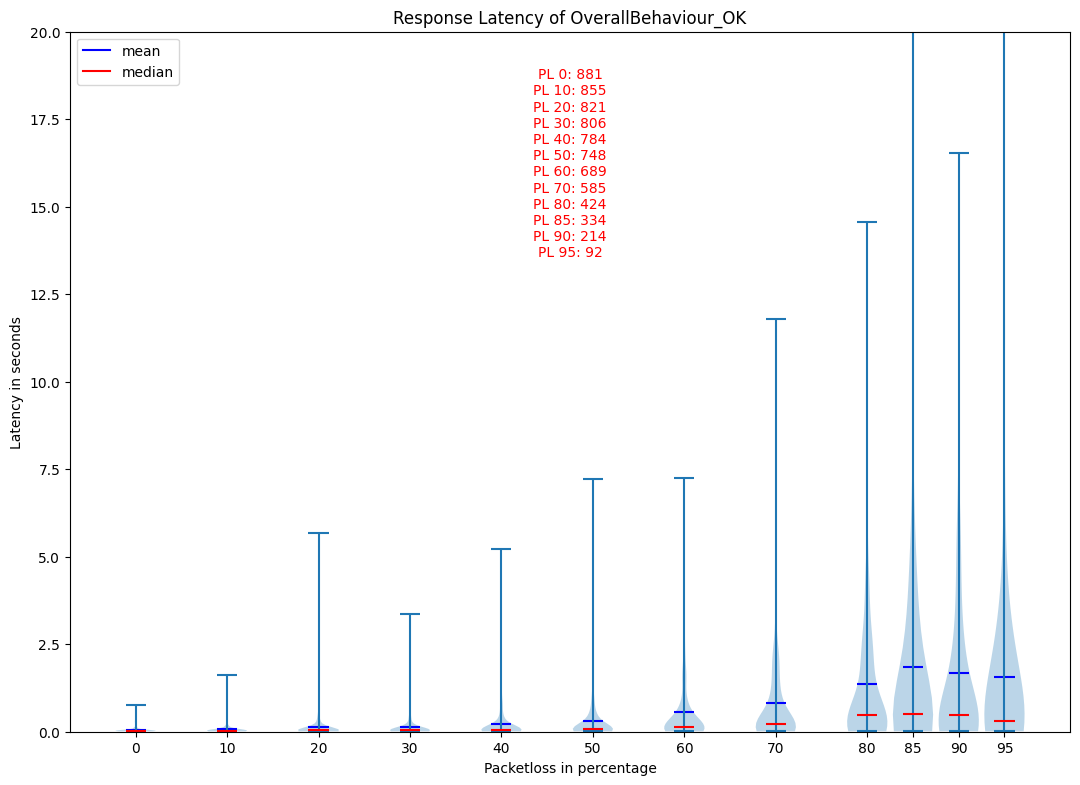 Response Latency of OverallBehaviour_OK
20.0
17.5
15.0
12.5
10.0
7.5
5.0
2.5
0.0
Latency in seconds
mean
median
PL 0: 881
PL 10: 855
PL 20: 821
PL 30: 806
PL 40: 784
PL 50: 748
PL 60: 689
PL 70: 585
PL 80: 424
PL 85: 334
PL 90: 214
PL 95: 92
0 10 20 30 40 50 60 70 80 85 90 95
Packetloss in percentage